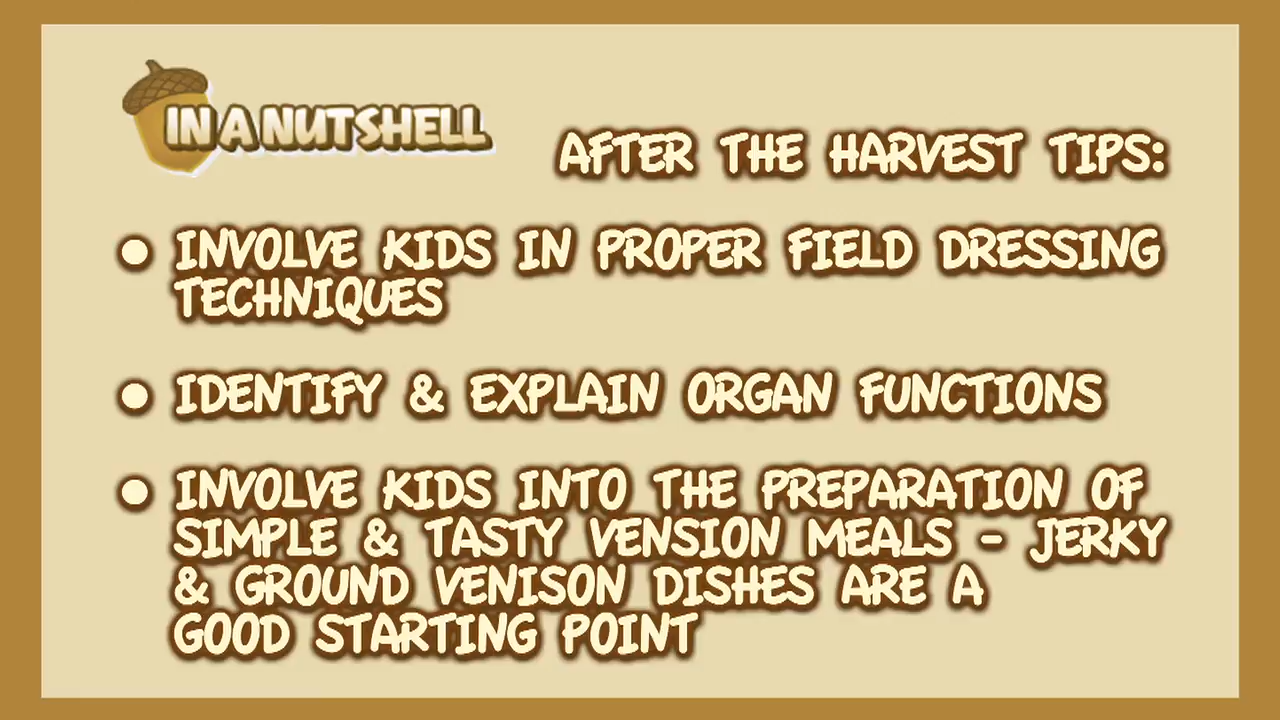 IN A NUTSHELL
AFTER THE HARVEST TIPS:
• INVOLVE KIDS IN PROPER FIELD DRESSING
TECHNIQUES
• IDENTIFY & EXPLAIN ORGAN FUNCTIONS
• INVOLVE KIDS INTO THE PREPARATION OF
SIMPLE & TASTY VENSION MEALS - JERKY
& GROUND VENISON DISHES ARE A
GOOD STARTING POINT